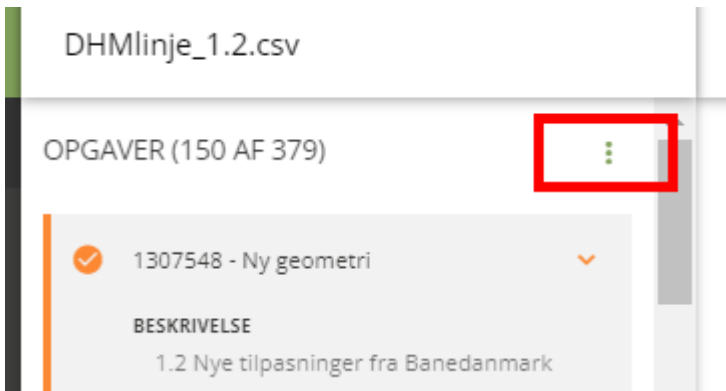 DHMlinje_1.2.csv
OPGAVER (150 AF 379)
1307548 - Ny geometri
BESKRIVELSE
1.2 Nye tilpasninger fra Banedanmark